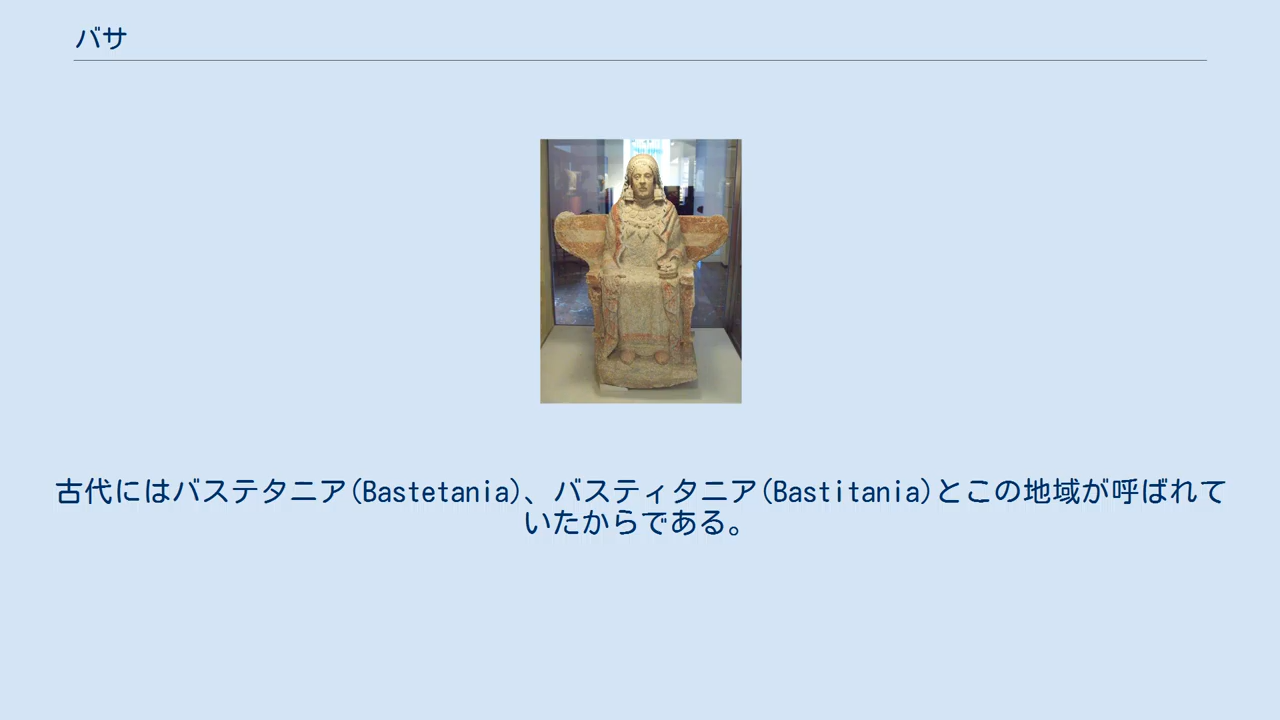 バサ
古代にはバステタニア(Bastetania)、バスティタニア(Bastitania)とこの地域が呼ばれて
いたからである。